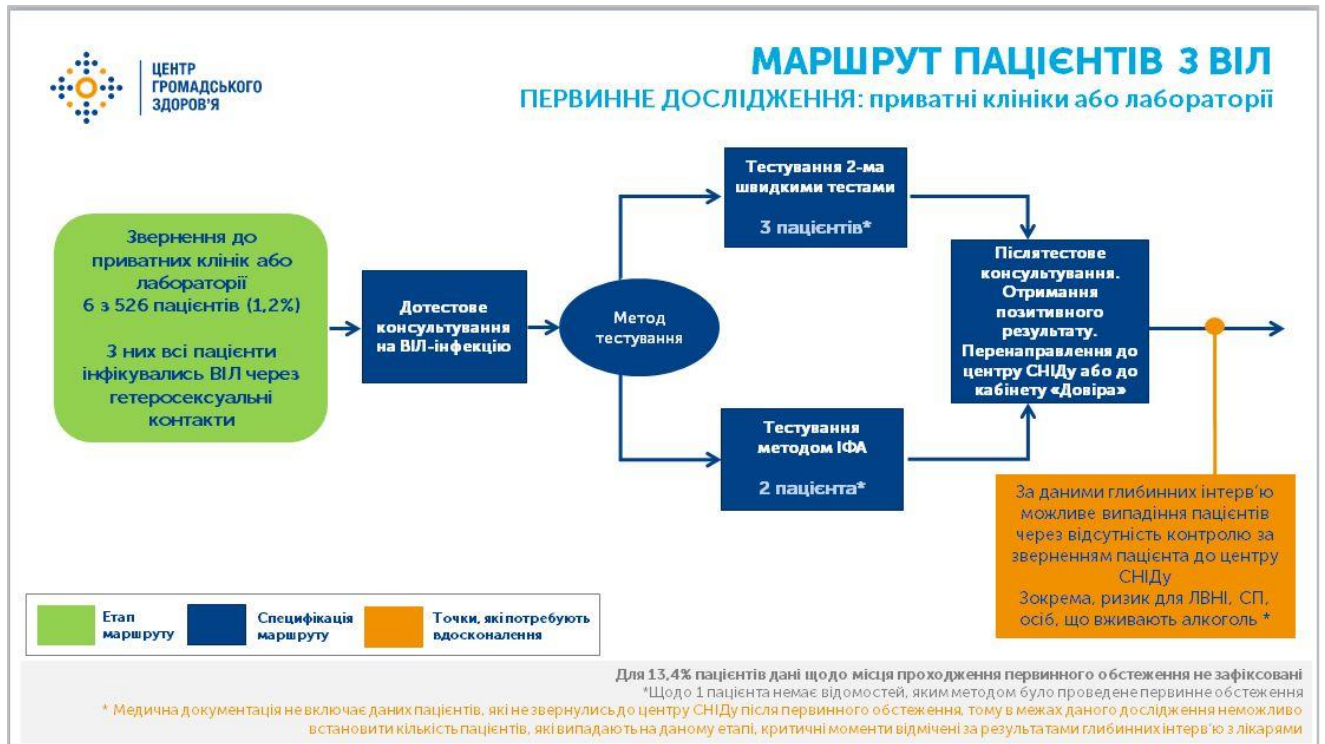 ЦЕНТР
ГРОМАДСЬКОГО
ЗДОРОВ'Я
МАРШРУТ ПАЦІЄНТІВ З ВІЛ
ПЕРВИННЕ ДОСЛІДЖЕННЯ: приватні клініки або лабораторії
Звернення до
приватних клінік або
лабораторії
6 з 526 пацієнтів (1,2%)
З них всі пацієнти
інфікувались ВІЛ через
гетеросексуальні
контакти
Дотестове
консультування
на ВІЛ-інфекцію
Метод
тестування
Тестування 2-ма
швидкими тестами
3 пацієнтів*
Тестування
методом ІФА
2 пацієнта*
Післятестове
консультування.
Отримання
позитивного
результату.
Перенаправлення до
центру СНІДу або до
кабінету «Довіра»
За даними глибинних інтерв'ю
можливе випадіння пацієнтів
через відсутність контролю за
зверненням пацієнта до центру
СНІДу
Зокрема, ризик для ЛВНІ, СП,
осіб, що вживають алкоголь *
Етап
маршруту
Специфікація
маршруту
Точки, які потребують
вдосконалення
Для 13,4% пацієнтів дані щодо місця проходження первинного обстеження не зафіксовані
*Щодо 1 пацієнта немає відомостей, яким методом було проведене первинне обстеження
* Медична документація не включає даних пацієнтів, які не звернулись до центру СНІДу після первинного обстеження, тому в межах даного дослідження неможливо
встановити кількість пацієнтів, які випадають на даному етапі, критичні моменти відмічені за результатами глибинних інтерв'ю з лікарями